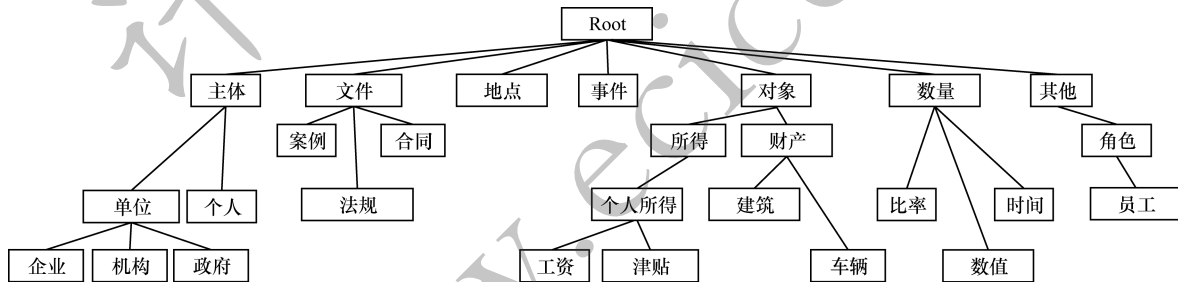 Root
主体 文件 地点 事件 对象 数量 其他
案例 合同 所得 财产 角色
单位 个人 法规 个人所得 建筑 比率 时间 员工
企业 机构 政府 工资 津贴 车辆 数值